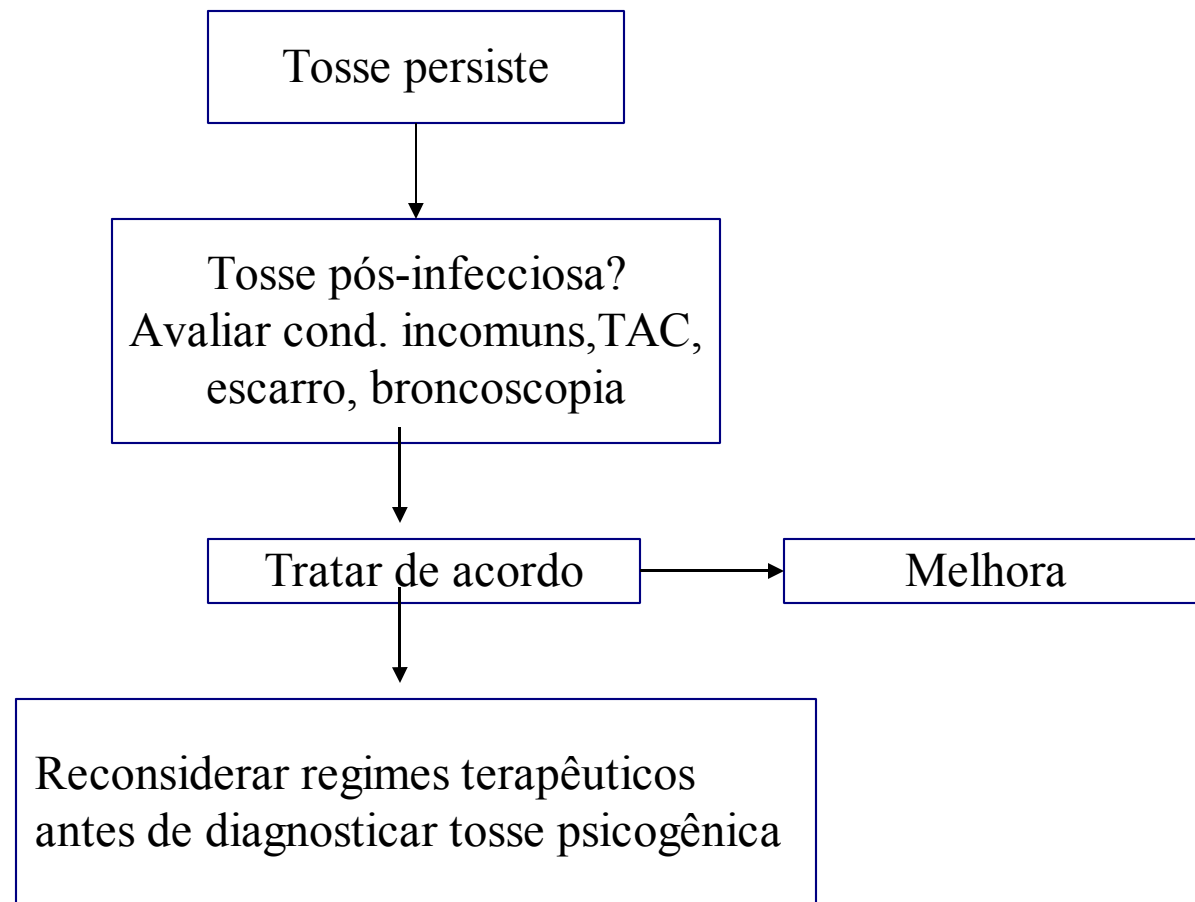 Tosse persiste
Tosse pós-infecciosa?
Avaliar cond. incomuns,TAC,
escarro, broncoscopia
Tratar de acordo
Melhora
Reconsiderar regimes terapêuticos
antes de diagnosticar tosse psicogênica